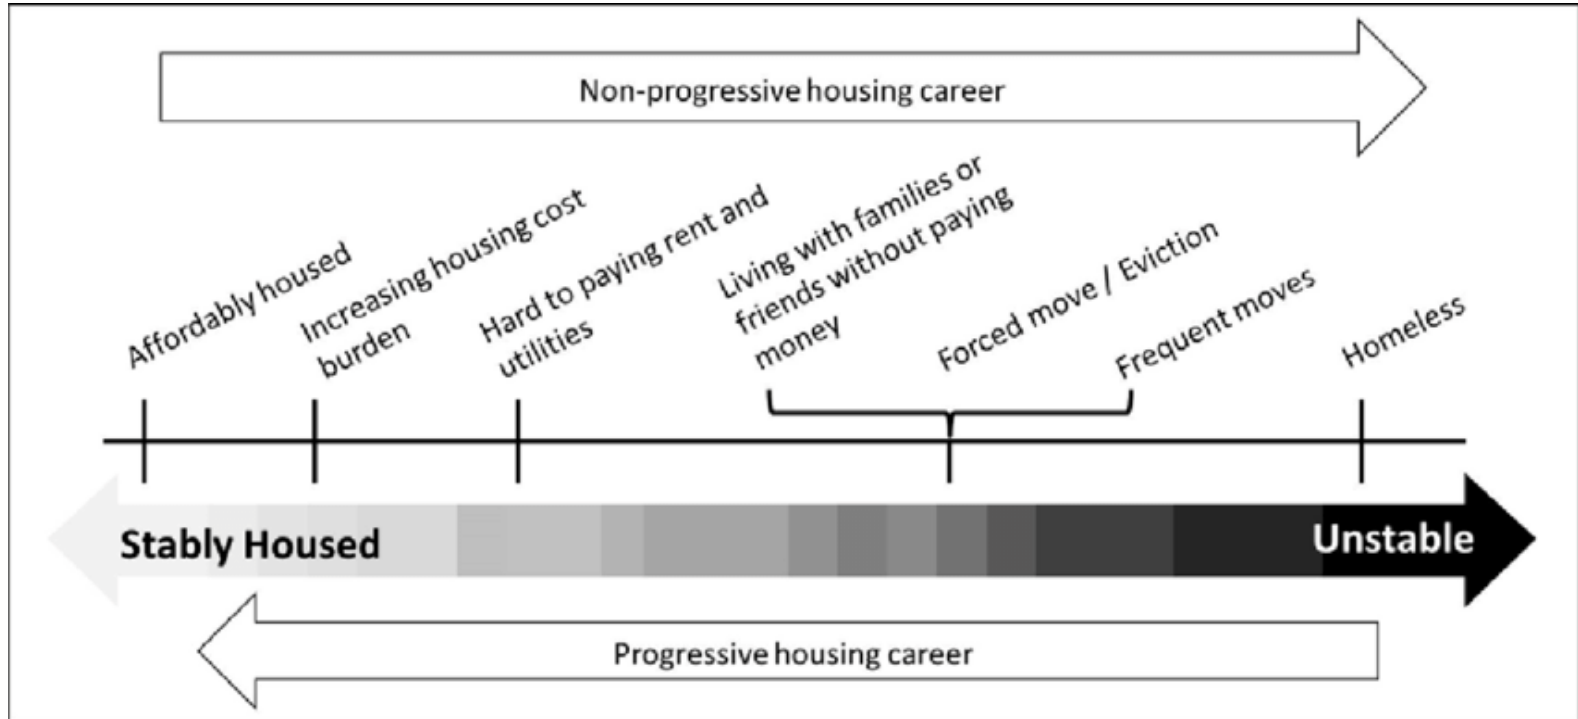 Non-progressive housing career
Affordably housed
Increasing housing cost
burden
Hard to paying rent and
utilities
Living with families or
friends without paying
money
Forced move / Eviction
Frequent moves
Homeless
Stably Housed
Unstable
Progressive housing career